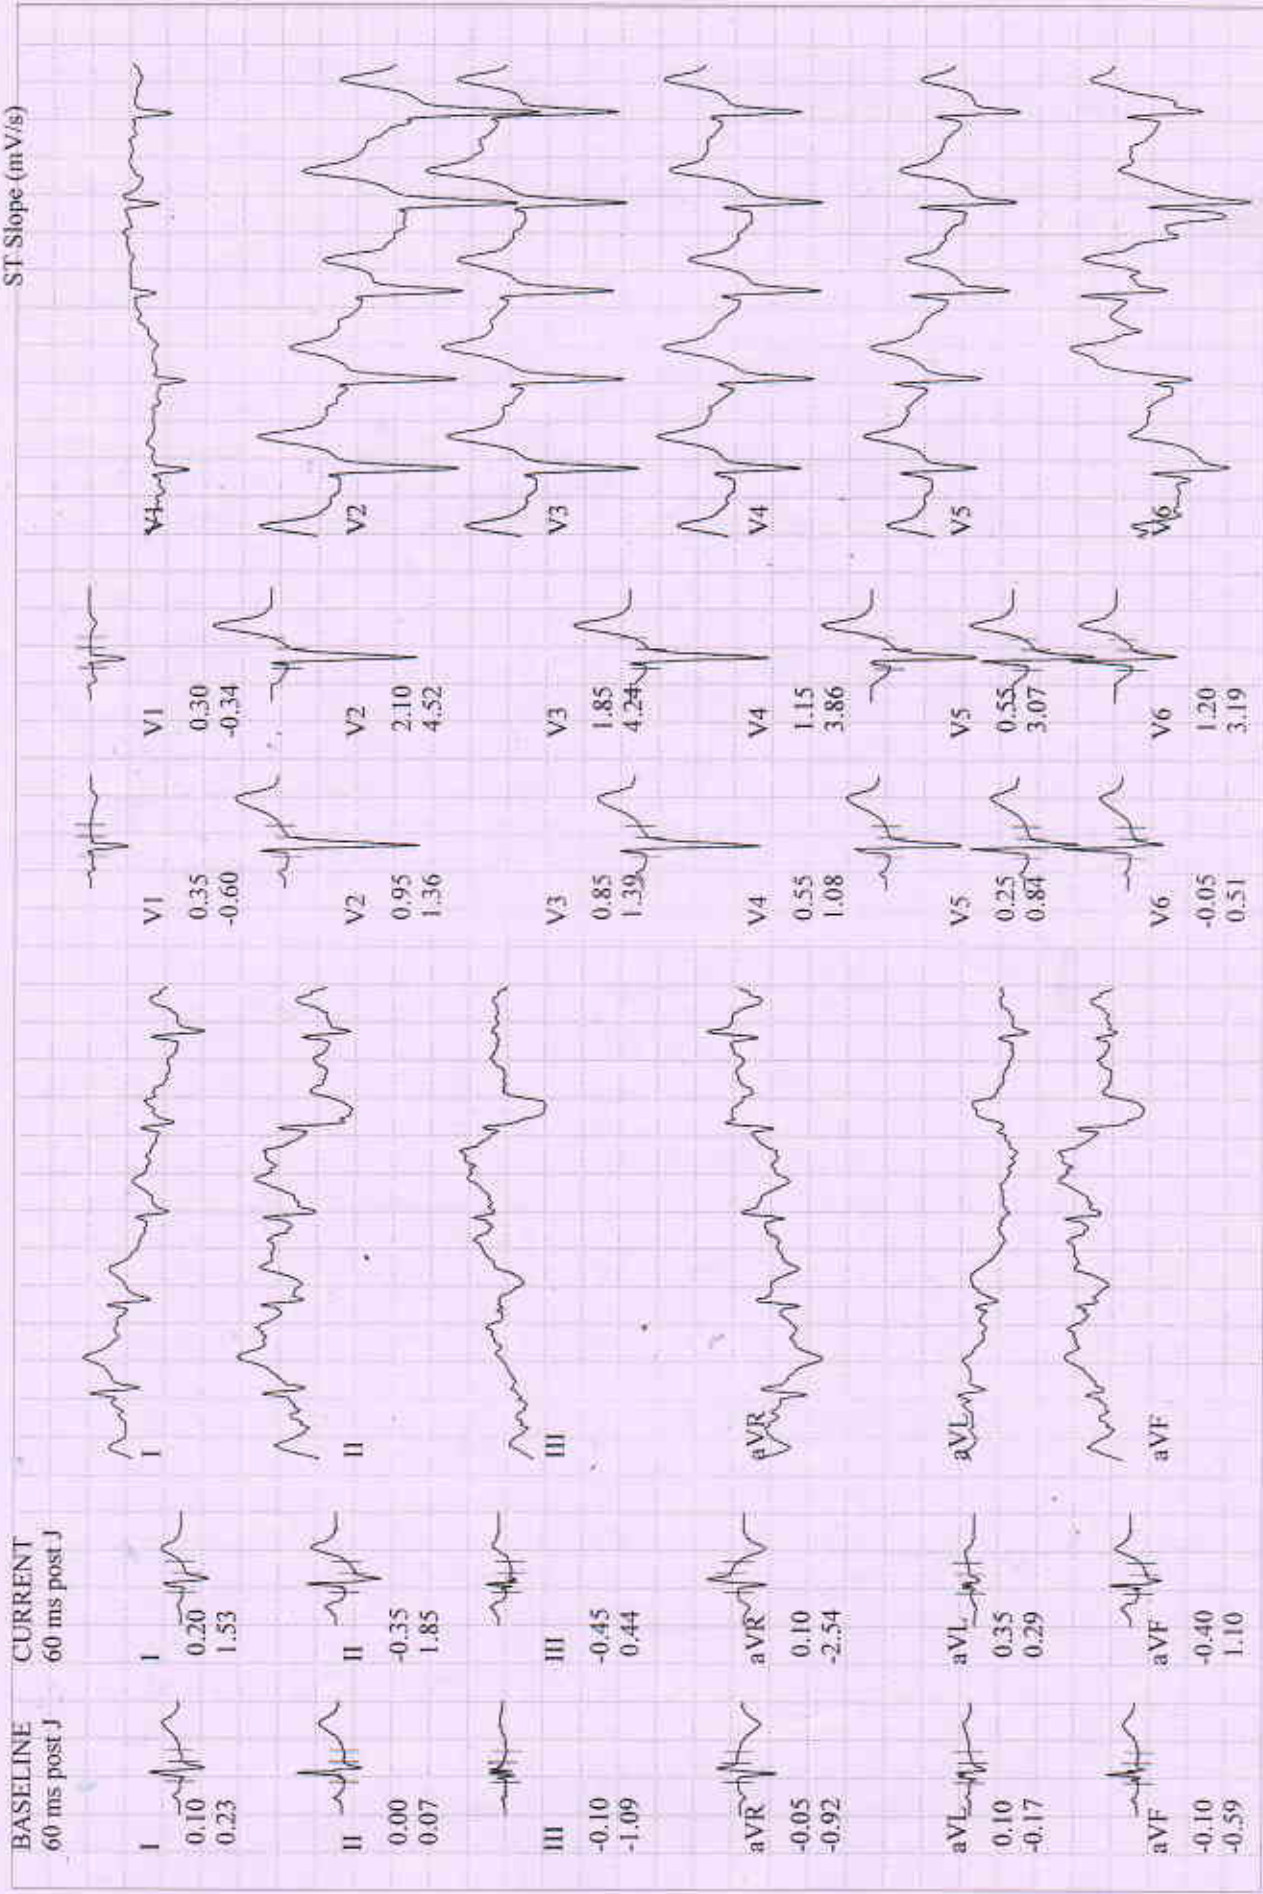 ST Slope (mV/s)
BASELINE
60 ms post J
CURRENT
60 ms post J
I
0.10
0.23
I
0.20
1.53
I
V1
0.35
-0.60
V1
0.30
-0.34
V1
II
0.00
0.07
II
-0.35
1.85
II
V2
0.95
1.36
V2
2.10
4.52
V2
III
-0.10
-1.09
III
-0.45
0.44
III
V3
0.85
1.39
V3
1.85
4.24
V3
aVR
-0.05
-0.92
aVR
0.10
-2.54
aVR
V4
0.55
1.08
V4
1.15
3.86
V4
aVL
0.10
-0.17
aVL
0.35
0.29
aVL
V5
0.25
0.84
V5
0.55
3.07
V5
aVF
-0.10
-0.59
aVF
-0.40
1.10
aVF
V6
-0.05
0.51
V6
1.20
3.19
V6